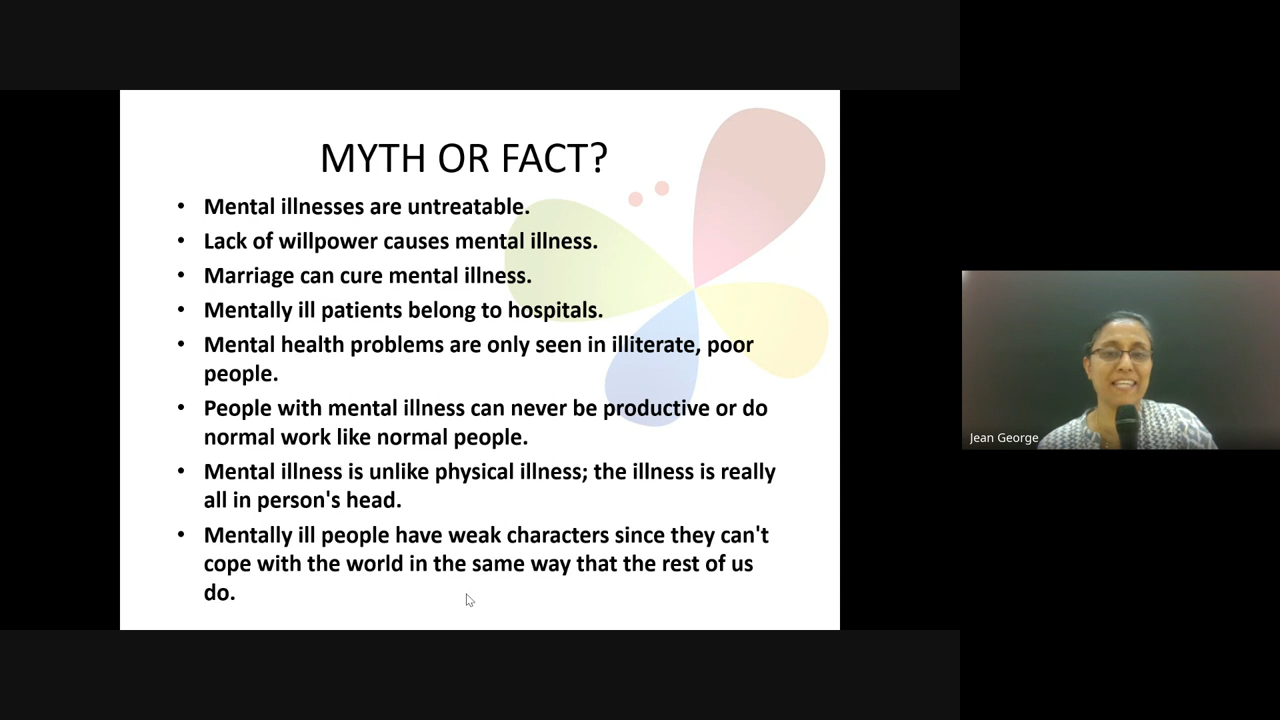 MYTH OR FACT?
• Mental illnesses are untreatable.
• Lack of willpower causes mental illness.
• Marriage can cure mental illness.
• Mentally ill patients belong to hospitals.
• Mental health problems are only seen in illiterate, poor
people.
• People with mental illness can never be productive or do
normal work like normal people.
• Mental illness is unlike physical illness; the illness is really
all in person's head.
• Mentally ill people have weak characters since they can't
cope with the world in the same way that the rest of us
do.
Jean George